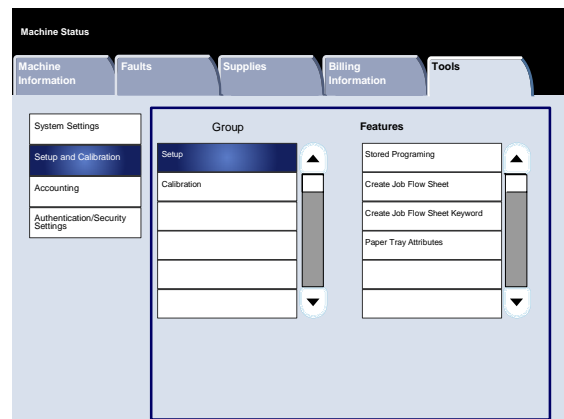 Machine Status
Machine
Information
Faults
Supplies
Billing
Information
Tools
System Settings
Setup and Calibration
Accounting
Authentication/Security
Settings
Group
Setup
Calibration
Features
Stored Programing
Create Job Flow Sheet
Create Job Flow Sheet Keyword
Paper Tray Attributes